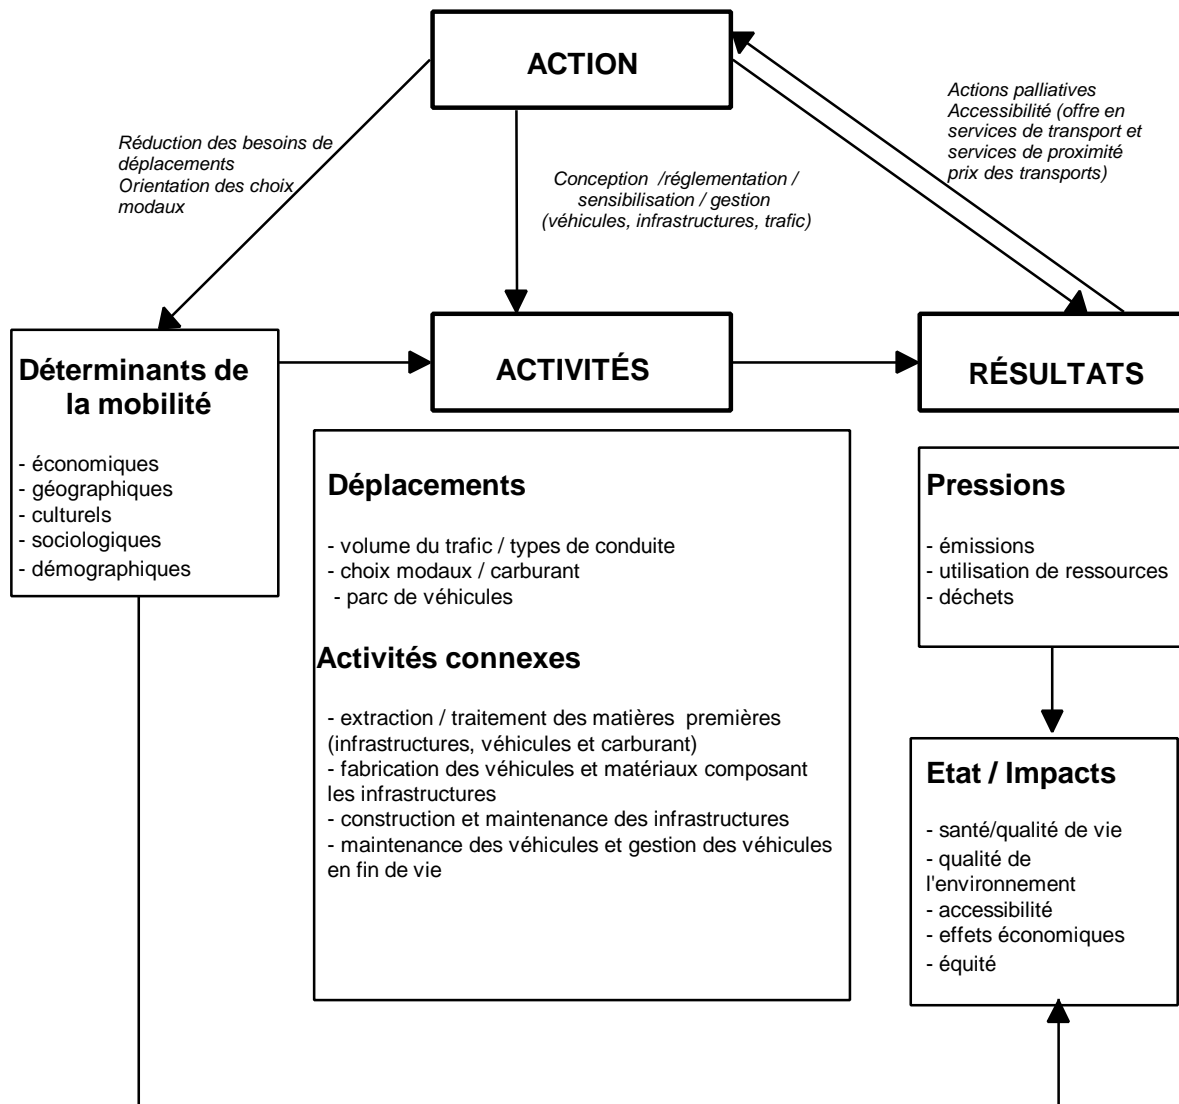 ACTION
Réduction des besoins de
déplacements
Orientation des choix
modaux
Conception /réglementation /
sensibilisation / gestion
(véhicules, infrastructures, trafic)
Actions palliatives
Accessibilité (offre en
services de transport et
services de proximité
prix des transports)
Déterminants de
la mobilité
- économiques
- géographiques
- culturels
- sociologiques
- démographiques
ACTIVITÉS
Déplacements
- volume du trafic / types de conduite
- choix modaux / carburant
- parc de véhicules
Activités connexes
- extraction / traitement des matières premières
(infrastructures, véhicules et carburant)
- fabrication des véhicules et matériaux composant
les infrastructures
- construction et maintenance des infrastructures
- maintenance des véhicules et gestion des véhicules
en fin de vie
RÉSULTATS
Pressions
- émissions
- utilisation de ressources
- déchets
Etat / Impacts
- santé/qualité de vie
- qualité de
l'environnement
- accessibilité
- effets économiques
- équité